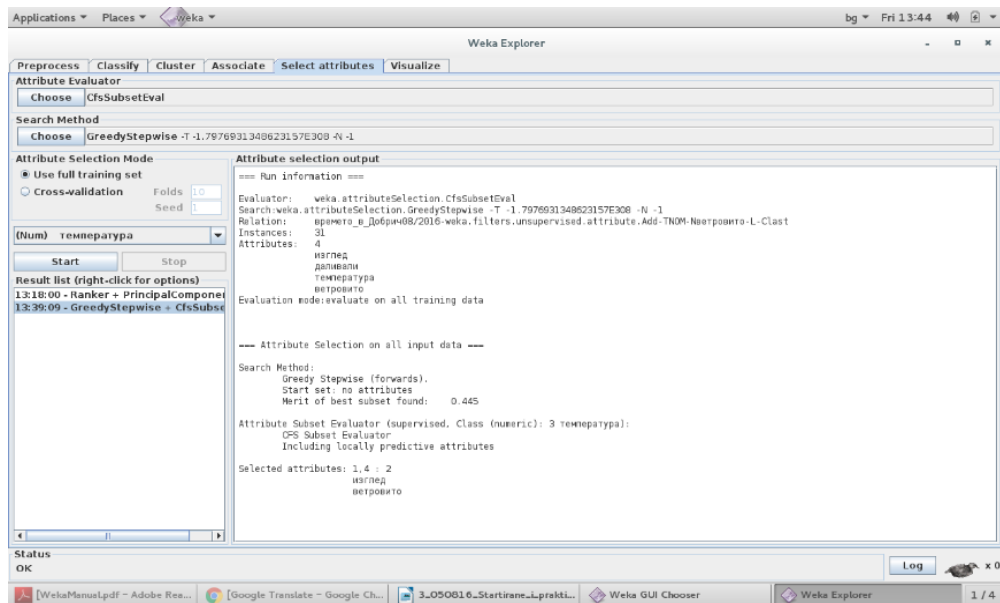 Applications Places weka bg Fri 13:44
Weka Explorer
Preprocess Classify Cluster Associate Select attributes Visualize
Attribute Evaluator
Choose CfsSubsetEval
Search Method
Choose GreedyStepwise -T -1.7976931348623157E308 -N -1
Attribute Selection Mode
Use full training set
Cross-validation Folds 10
Seed 1
(Num) температура
Start Stop
Result list (right-click for options)
13:18:00 - Ranker + PrincipalComponen
13:39:09 - GreedyStepwise + CfsSubse
Attribute selection output
=== Run information ===
Evaluator: weka.attributeSelection.CfsSubsetEval
Search:weka.attributeSelection.GreedyStepwise -T -1.7976931348623157E308 -N -1
Relation: времето_в_Добрич08/2016-weka.filters.unsupervised.attribute.Add-TNOM-Nветровито-L-Clast
Instances: 31
Attributes: 4
изглед
даливали
температура
ветровито
Evaluation mode:evaluate on all training data
=== Attribute Selection on all input data ===
Search Method:
Greedy Stepwise (forwards).
Start set: no attributes
Merit of best subset found: 0.445
Attribute Subset Evaluator (supervised, Class (numeric): 3 температура):
CFS Subset Evaluator
Including locally predictive attributes
Selected attributes: 1,4 : 2
изглед
ветровито
Status
OK
Log x 0
[WekaManual.pdf - Adobe Rea... [Google Translate - Google Ch... 3_050816_Startirane_i_prakti... Weka GUI Chooser Weka Explorer 1 / 4